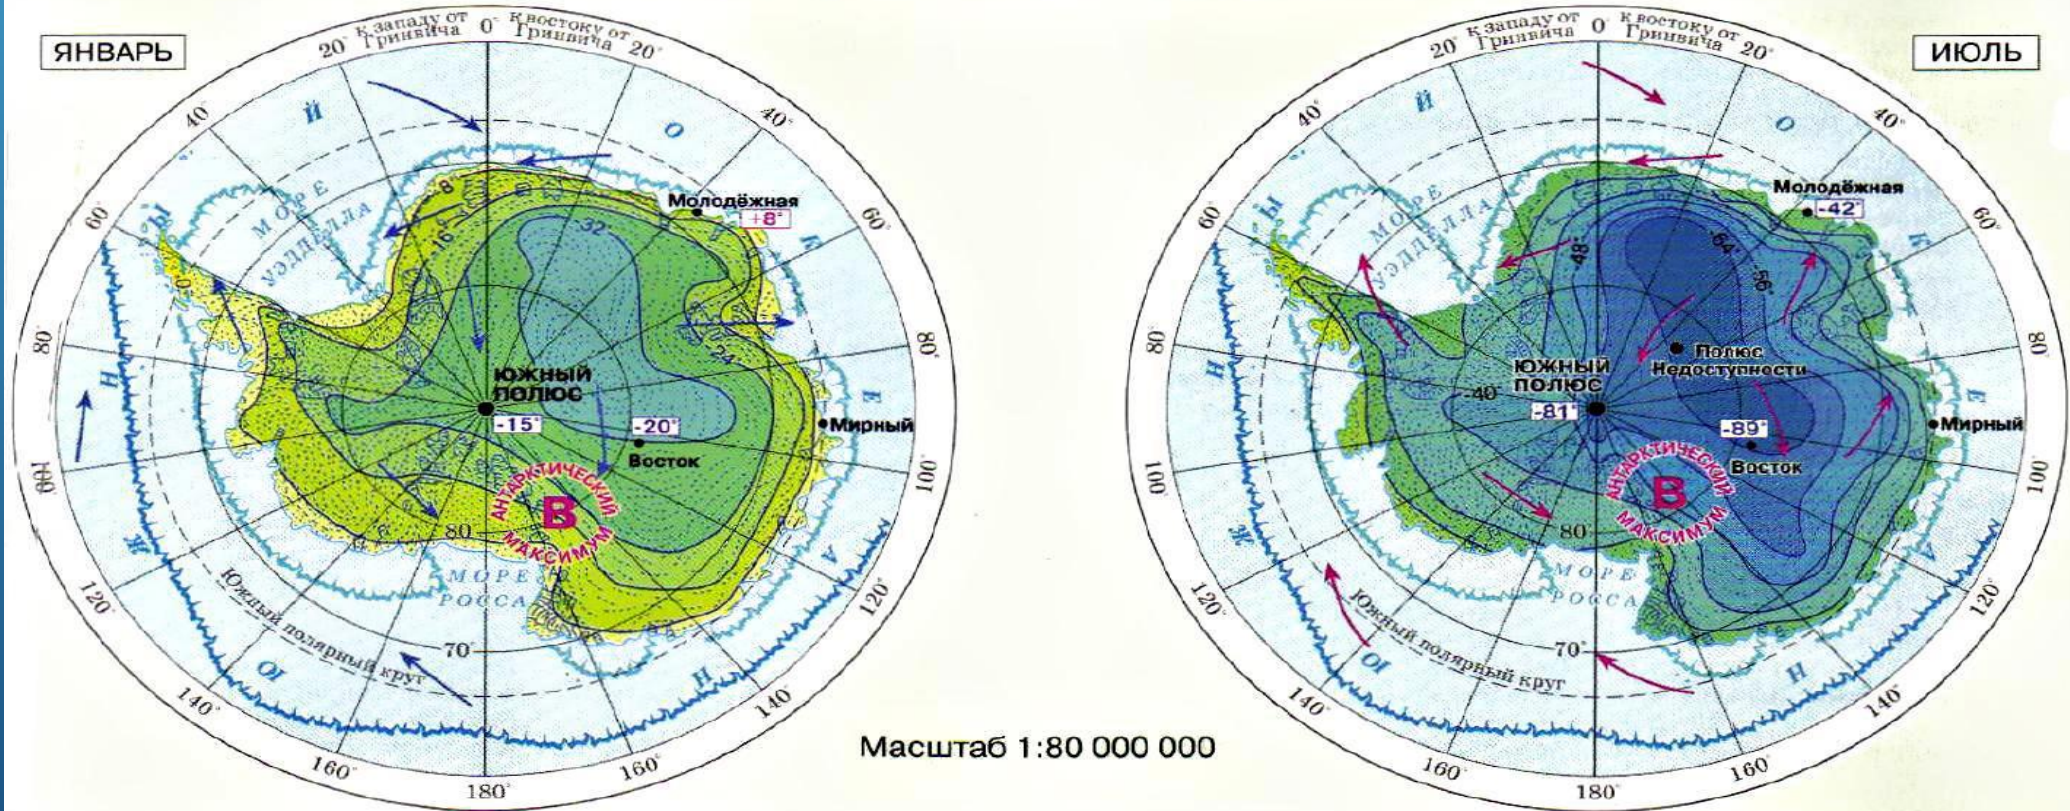 ЯНВАРЬ
к западу от Гринвича
0°
к востоку от Гринвича
20°
20°
40°
40°
60°
60°
80°
80°
100°
100°
120°
120°
140°
140°
160°
160°
180°
Ю Ж Н Ы Й
О К Е А Н
МОРЕ
УЭДДЕЛЛА
-8°
-16°
-32
-24°
0°
Молодёжная
+8°
ЮЖНЫЙ
ПОЛЮС
-15°
-20°
Восток
Мирный
АНТАРКТИЧЕСКИЙ
В
МАКСИМУМ
80
МОРЕ
РОССА
Южный полярный круг
70°
ИЮЛЬ
к западу от Гринвича
0°
к востоку от Гринвича
20°
20°
40°
40°
60°
60°
80°
80°
100°
100°
120°
120°
140°
140°
160°
160°
180°
Ю Ж Н Ы Й
О К Е А Н
МОРЕ
УЭДДЕЛЛА
-48°
-64°
-56°
-40
Молодёжная
-42°
Полюс
Недоступности
ЮЖНЫЙ
ПОЛЮС
-81°
-89°
Восток
Мирный
АНТАРКТИЧЕСКИЙ
В
МАКСИМУМ
80
МОРЕ
РОССА
Южный полярный круг
70°
Масштаб 1:80 000 000